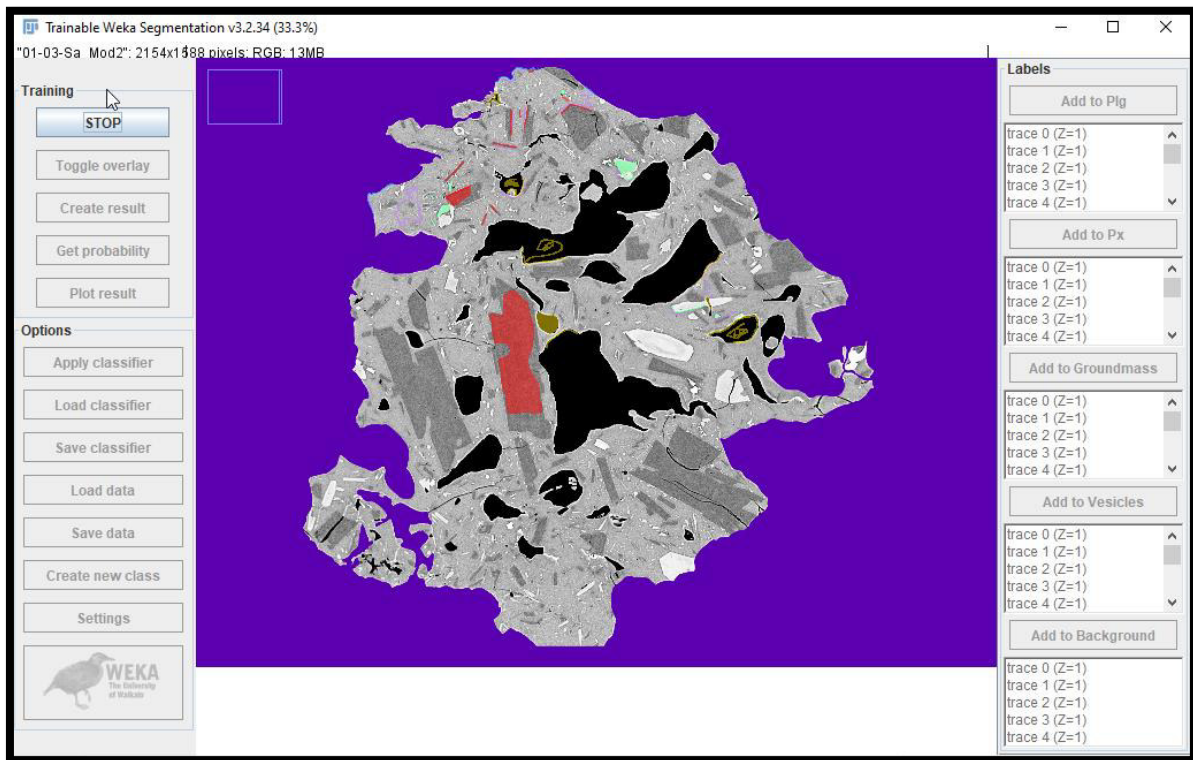 Trainable Weka Segmentation v3.2.34 (33.3%)
"01-03-Sa_Mod2": 2154x1588 pixels; RGB; 13MB
Training
STOP
Toggle overlay
Create result
Get probability
Plot result
Options
Apply classifier
Load classifier
Save classifier
Load data
Save data
Create new class
Settings
WEKA
The University
of Waikato
Labels
Add to Plg
trace 0 (Z=1)
trace 1 (Z=1)
trace 2 (Z=1)
trace 3 (Z=1)
trace 4 (Z=1)
Add to Px
trace 0 (Z=1)
trace 1 (Z=1)
trace 2 (Z=1)
trace 3 (Z=1)
trace 4 (Z=1)
Add to Groundmass
trace 0 (Z=1)
trace 1 (Z=1)
trace 2 (Z=1)
trace 3 (Z=1)
trace 4 (Z=1)
Add to Vesicles
trace 0 (Z=1)
trace 1 (Z=1)
trace 2 (Z=1)
trace 3 (Z=1)
trace 4 (Z=1)
Add to Background
trace 0 (Z=1)
trace 1 (Z=1)
trace 2 (Z=1)
trace 3 (Z=1)
trace 4 (Z=1)